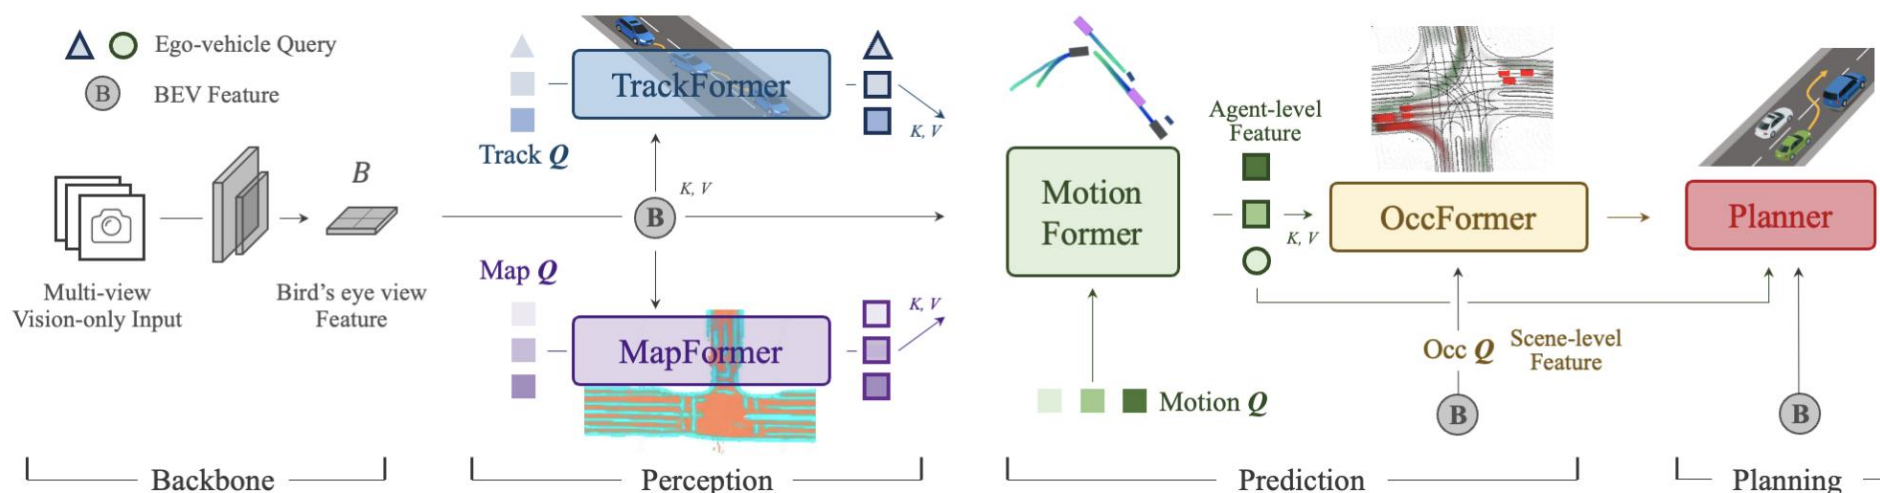 Ego-vehicle Query
B
BEV Feature
Multi-view
Vision-only Input
B
Bird's eye view
Feature
Backbone
TrackFormer
Track Q
K, V
K, V
B
Map Q
MapFormer
K, V
Perception
Motion
Former
Motion Q
Agent-level
Feature
K, V
OccFormer
Occ Q
Scene-level
Feature
B
Prediction
Planner
B
Planning